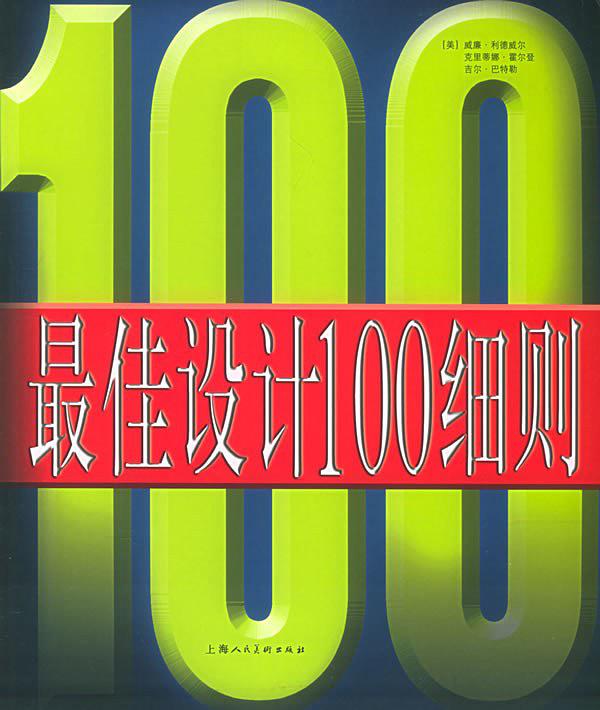 100
[美] 威廉·利德威尔
克里蒂娜·霍尔登
吉尔·巴特勒
最佳设计100细则
上海人民美术出版社